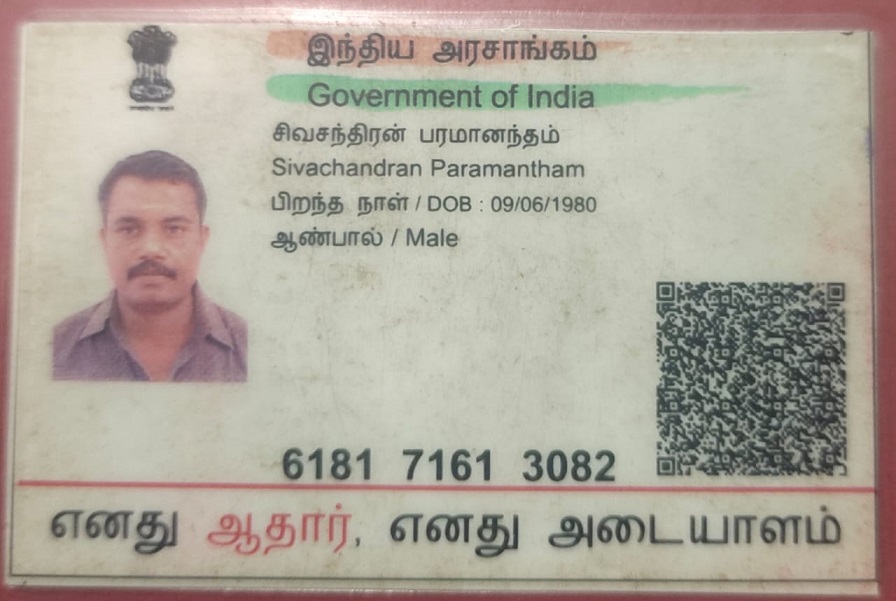 இந்திய அரசாங்கம்
Government of India
சிவசந்திரன் பரமானந்தம்
Sivachandran Paramantham
பிறந்த நாள் / DOB : 09/06/1980
ஆண்பால் / Male
6181 7161 3082
எனது ஆதார், எனது அடையாளம்